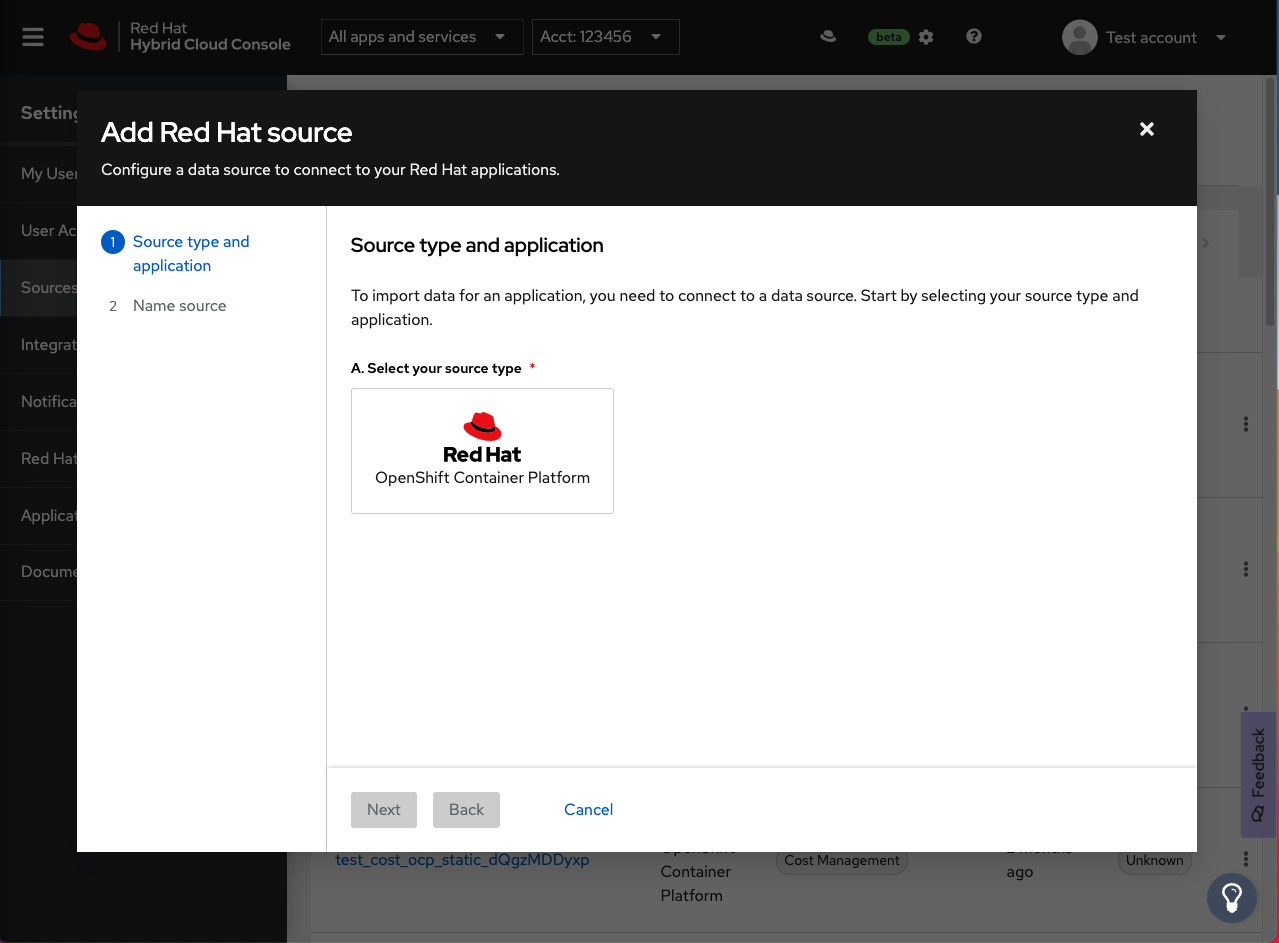 Red Hat
Hybrid Cloud Console
All apps and services
Acct: 123456
beta
Test account
Setting
My User
User Ac
Sources
Integrat
Notifica
Red Hat
Applicat
Docume
Add Red Hat source
Configure a data source to connect to your Red Hat applications.
1 Source type and
application
2 Name source
Source type and application
To import data for an application, you need to connect to a data source. Start by selecting your source type and
application.
A. Select your source type *
Red Hat
OpenShift Container Platform
Next
Back
Cancel
Feedback
test_cost_ocp_static_dQgzMDDyxp
OpenShift
Container
Platform
Cost Management
2 months
ago
Unknown